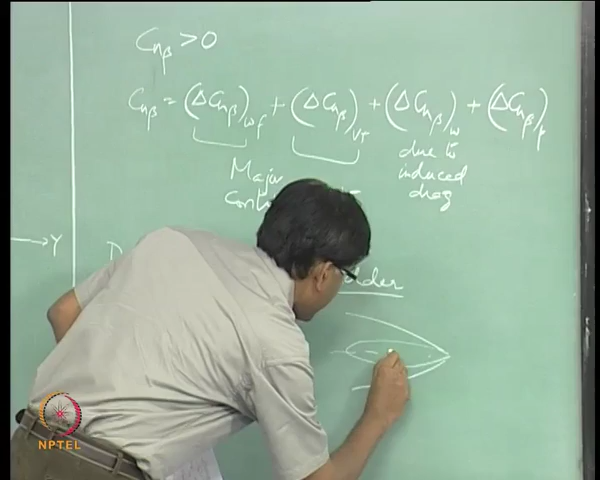 Cnβ > 0
Cnβ = (ΔCnβ)wf + (ΔCnβ)VT + (ΔCnβ)w + (ΔCnβ)p
Major
due to
induced
drag
Y
NPTEL